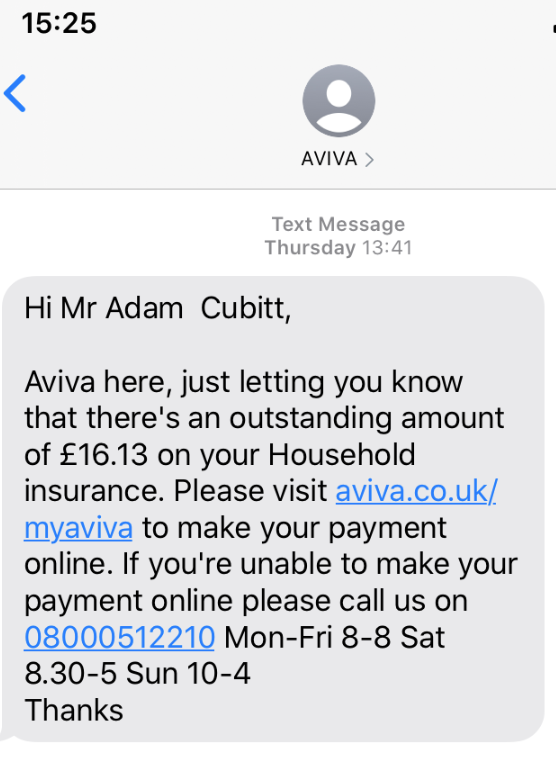 15:25
AVIVA >
Text Message
Thursday 13:41
Hi Mr Adam  Cubitt,
Aviva here, just letting you know
that there's an outstanding amount
of £16.13 on your Household
insurance. Please visit aviva.co.uk/
myaviva to make your payment
online. If you're unable to make your
payment online please call us on
08000512210 Mon-Fri 8-8 Sat
8.30-5 Sun 10-4
Thanks